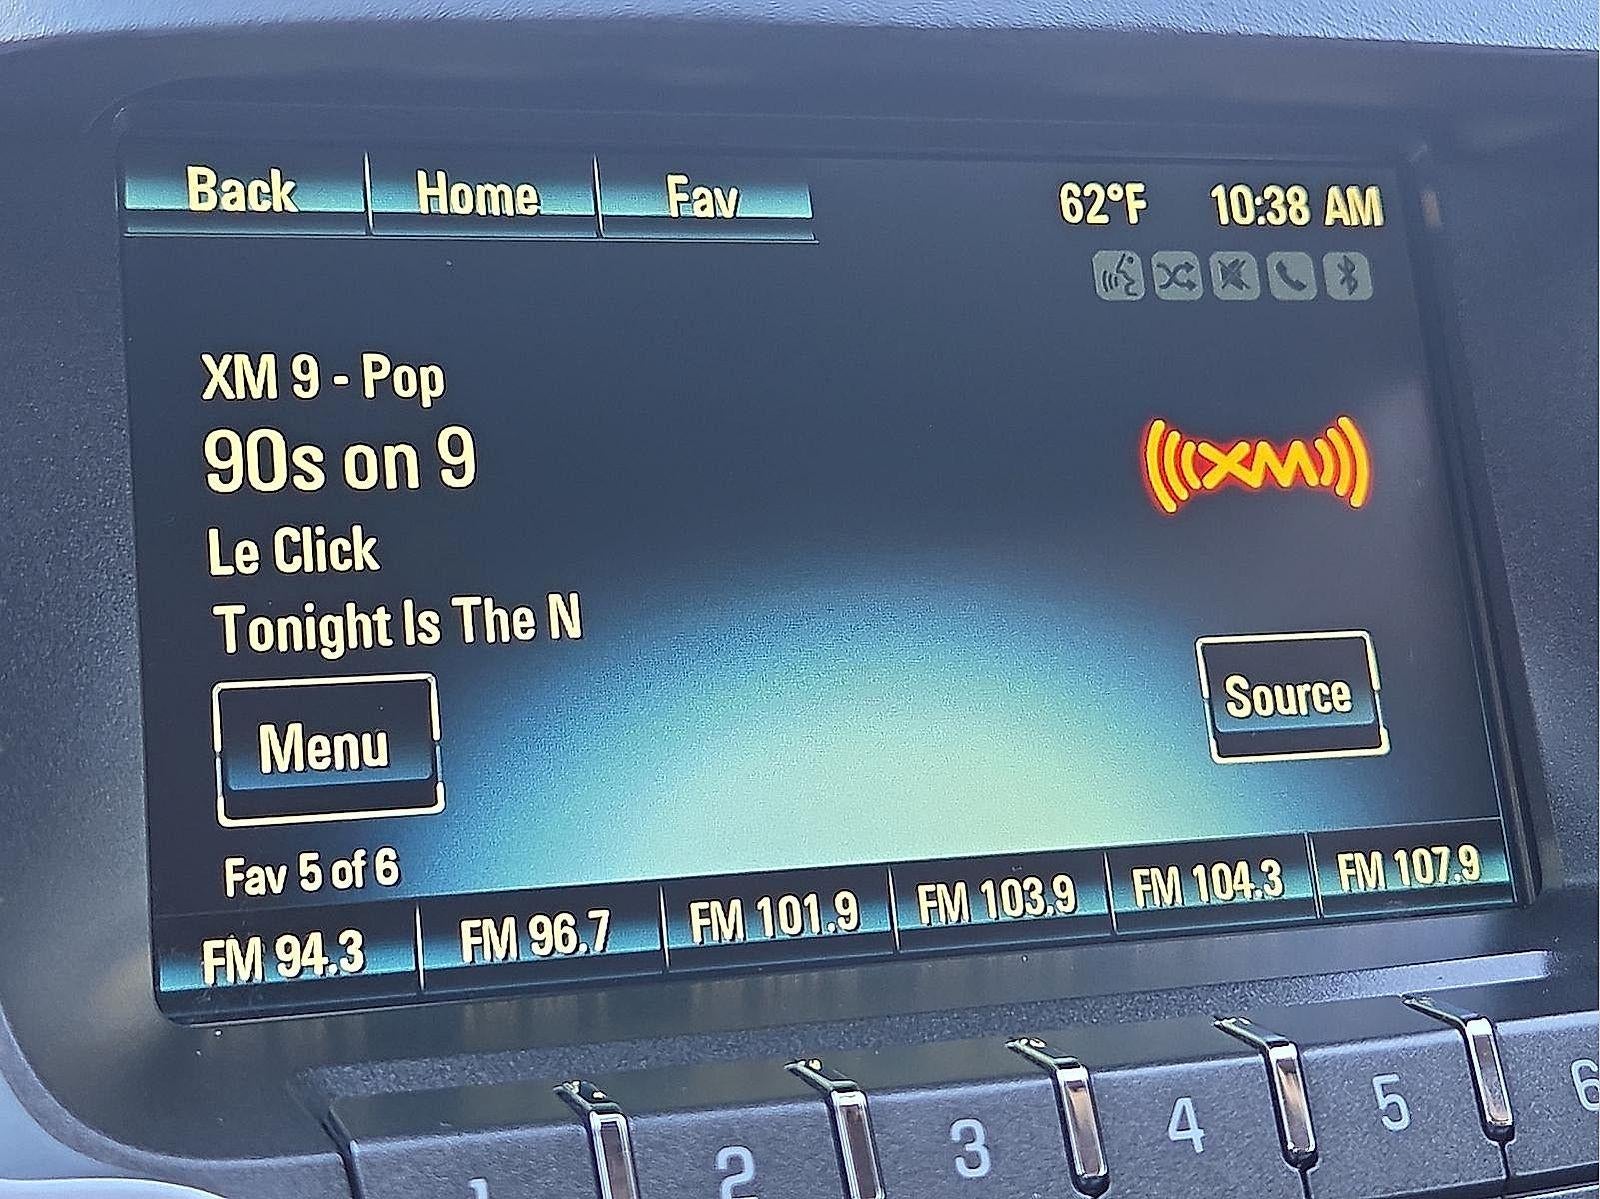 Back Home Fav 62°F 10:38 AM
XM 9 - Pop
90s on 9
XM
Le Click
Tonight Is The N
Menu
Source
Fav 5 of 6
FM 94.3 FM 96.7 FM 101.9 FM 103.9 FM 104.3 FM 107.9
1 2 3 4 5 6